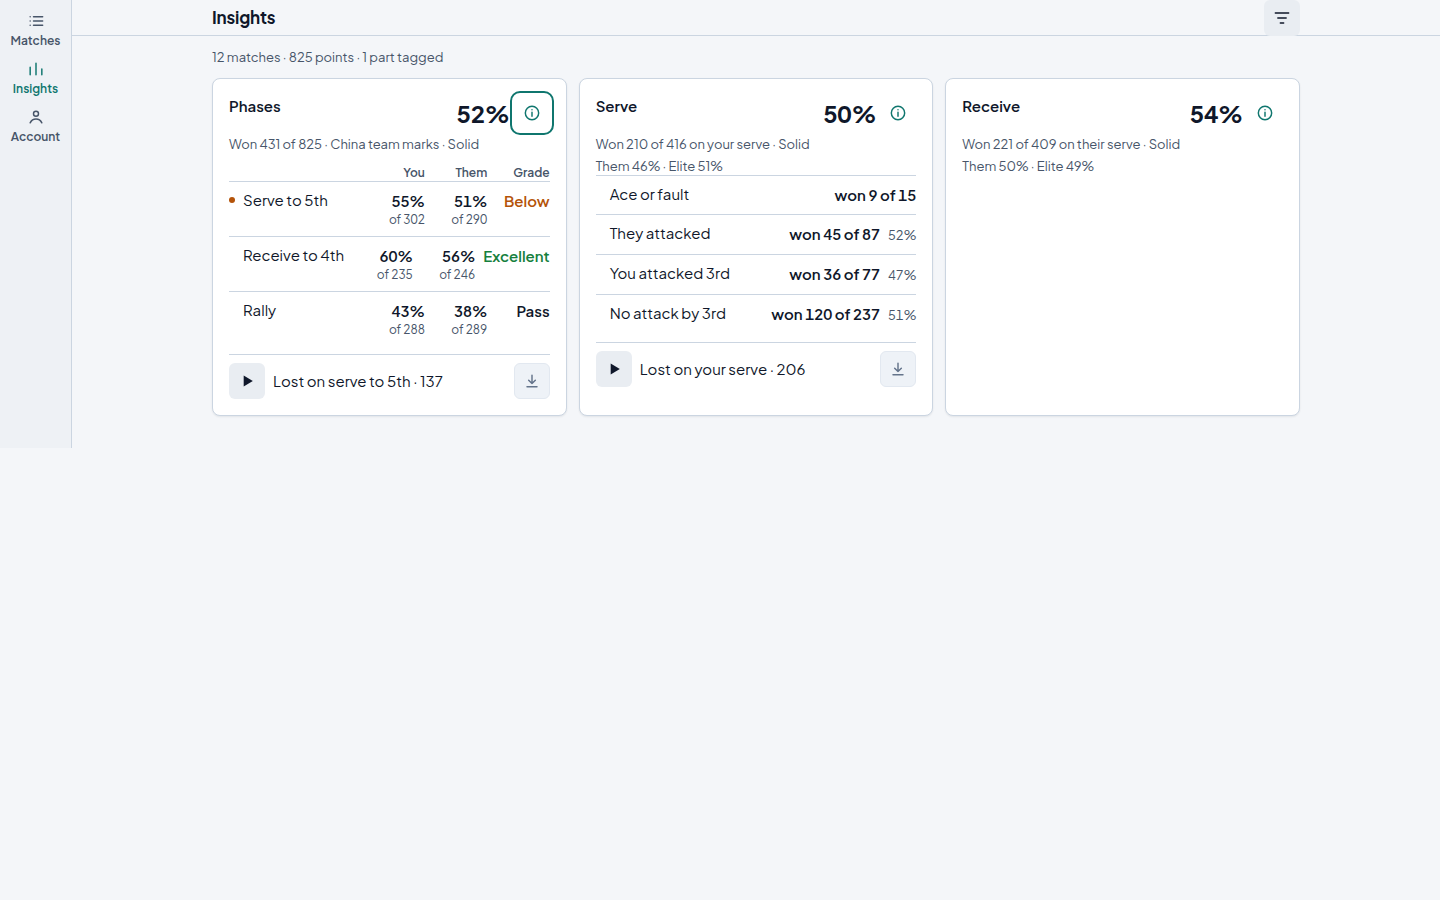 Matches
Insights
Account
Insights
12 matches · 825 points · 1 part tagged
Phases
52%
Won 431 of 825 · China team marks · Solid
You Them Grade
Serve to 5th 55% 51% Below
of 302 of 290
Receive to 4th 60% 56% Excellent
of 235 of 246
Rally 43% 38% Pass
of 288 of 289
Lost on serve to 5th · 137
Serve
50%
Won 210 of 416 on your serve · Solid
Them 46% · Elite 51%
Ace or fault won 9 of 15
They attacked won 45 of 87 52%
You attacked 3rd won 36 of 77 47%
No attack by 3rd won 120 of 237 51%
Lost on your serve · 206
Receive
54%
Won 221 of 409 on their serve · Solid
Them 50% · Elite 49%